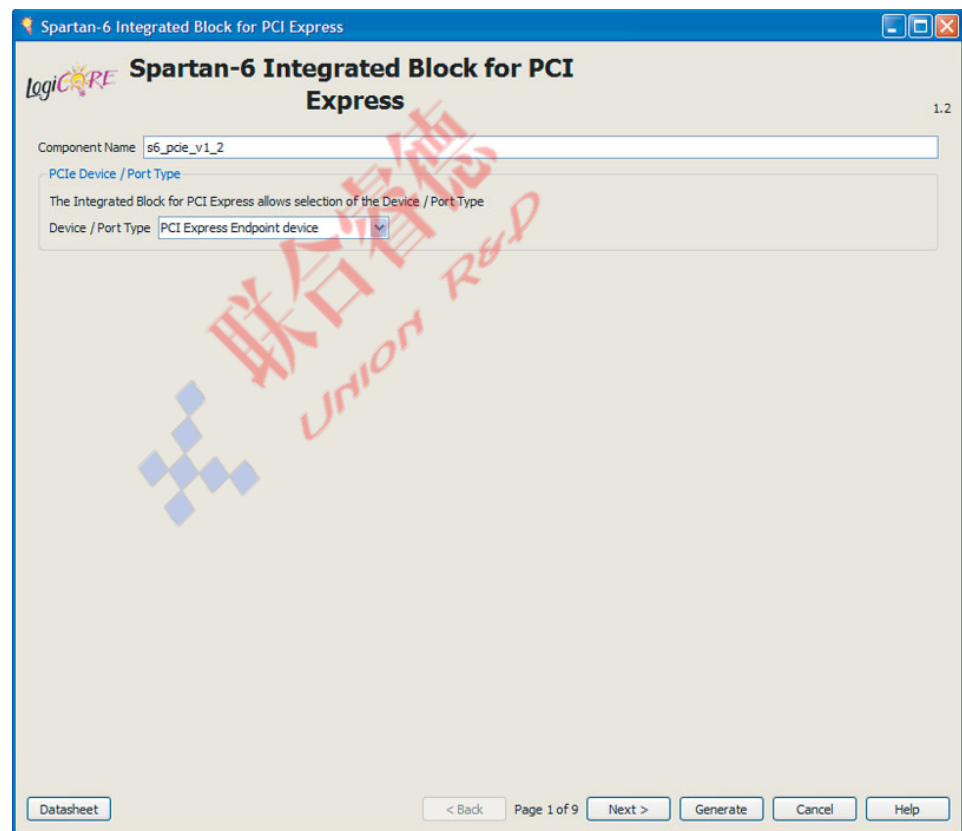 Spartan-6 Integrated Block for PCI Express
LogiCORE
Spartan-6 Integrated Block for PCI
Express
1.2
Component Name s6_pcie_v1_2
PCIe Device / Port Type
The Integrated Block for PCI Express allows selection of the Device / Port Type
Device / Port Type PCI Express Endpoint device
联合睿德
UNION R&D
Datasheet < Back Page 1 of 9 Next > Generate Cancel Help